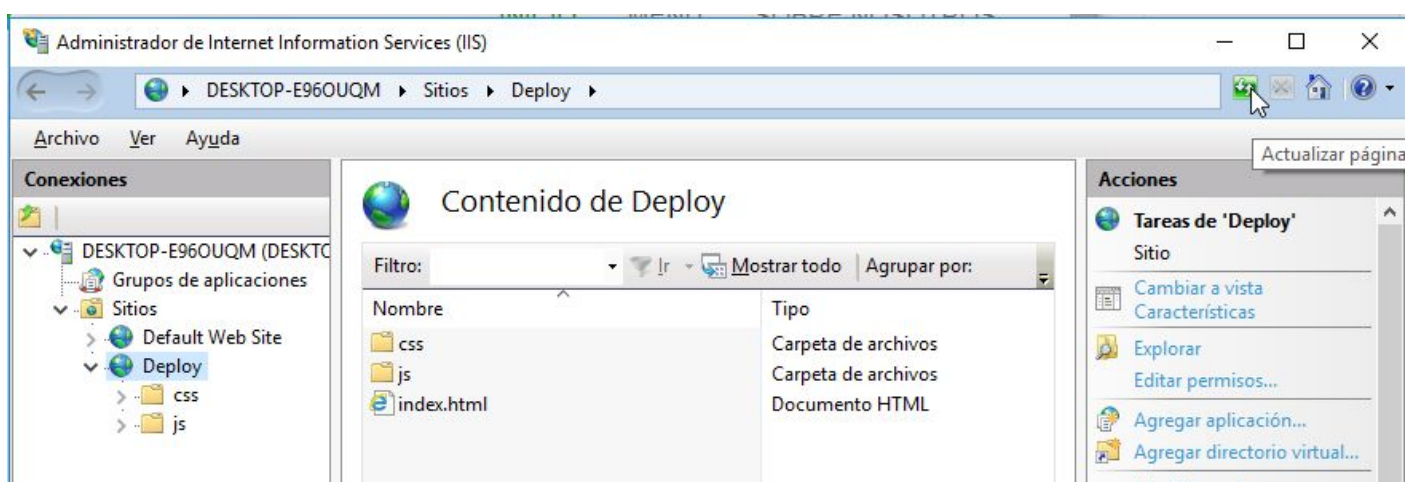 Administrador de Internet Information Services (IIS)
DESKTOP-E96OUQM
Sitios
Deploy
Archivo Ver Ayuda
Actualizar página
Conexiones
DESKTOP-E96OUQM (DESKTO
Grupos de aplicaciones
Sitios
Default Web Site
Deploy
css
js
Contenido de Deploy
Filtro: Ir Mostrar todo Agrupar por:
Nombre Tipo
css Carpeta de archivos
js Carpeta de archivos
index.html Documento HTML
Acciones
Tareas de 'Deploy'
Sitio
Cambiar a vista
Características
Explorar
Editar permisos...
Agregar aplicación...
Agregar directorio virtual...